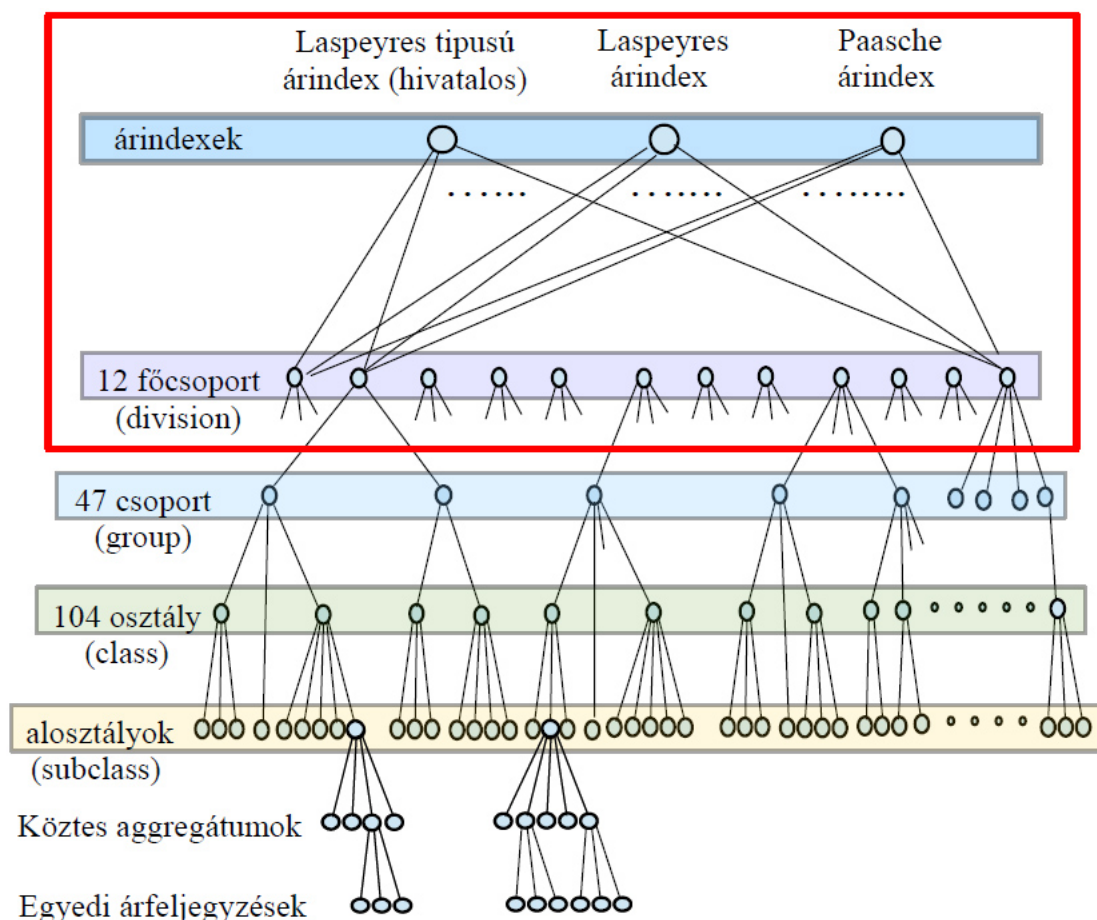 Laspeyres tipusú
árindex (hivatalos)
Laspeyres
árindex
Paasche
árindex
árindexek
12 főcsoport
(division)
47 csoport
(group)
104 osztály
(class)
alosztályok
(subclass)
Köztes aggregátumok
Egyedi árfeljegyzések